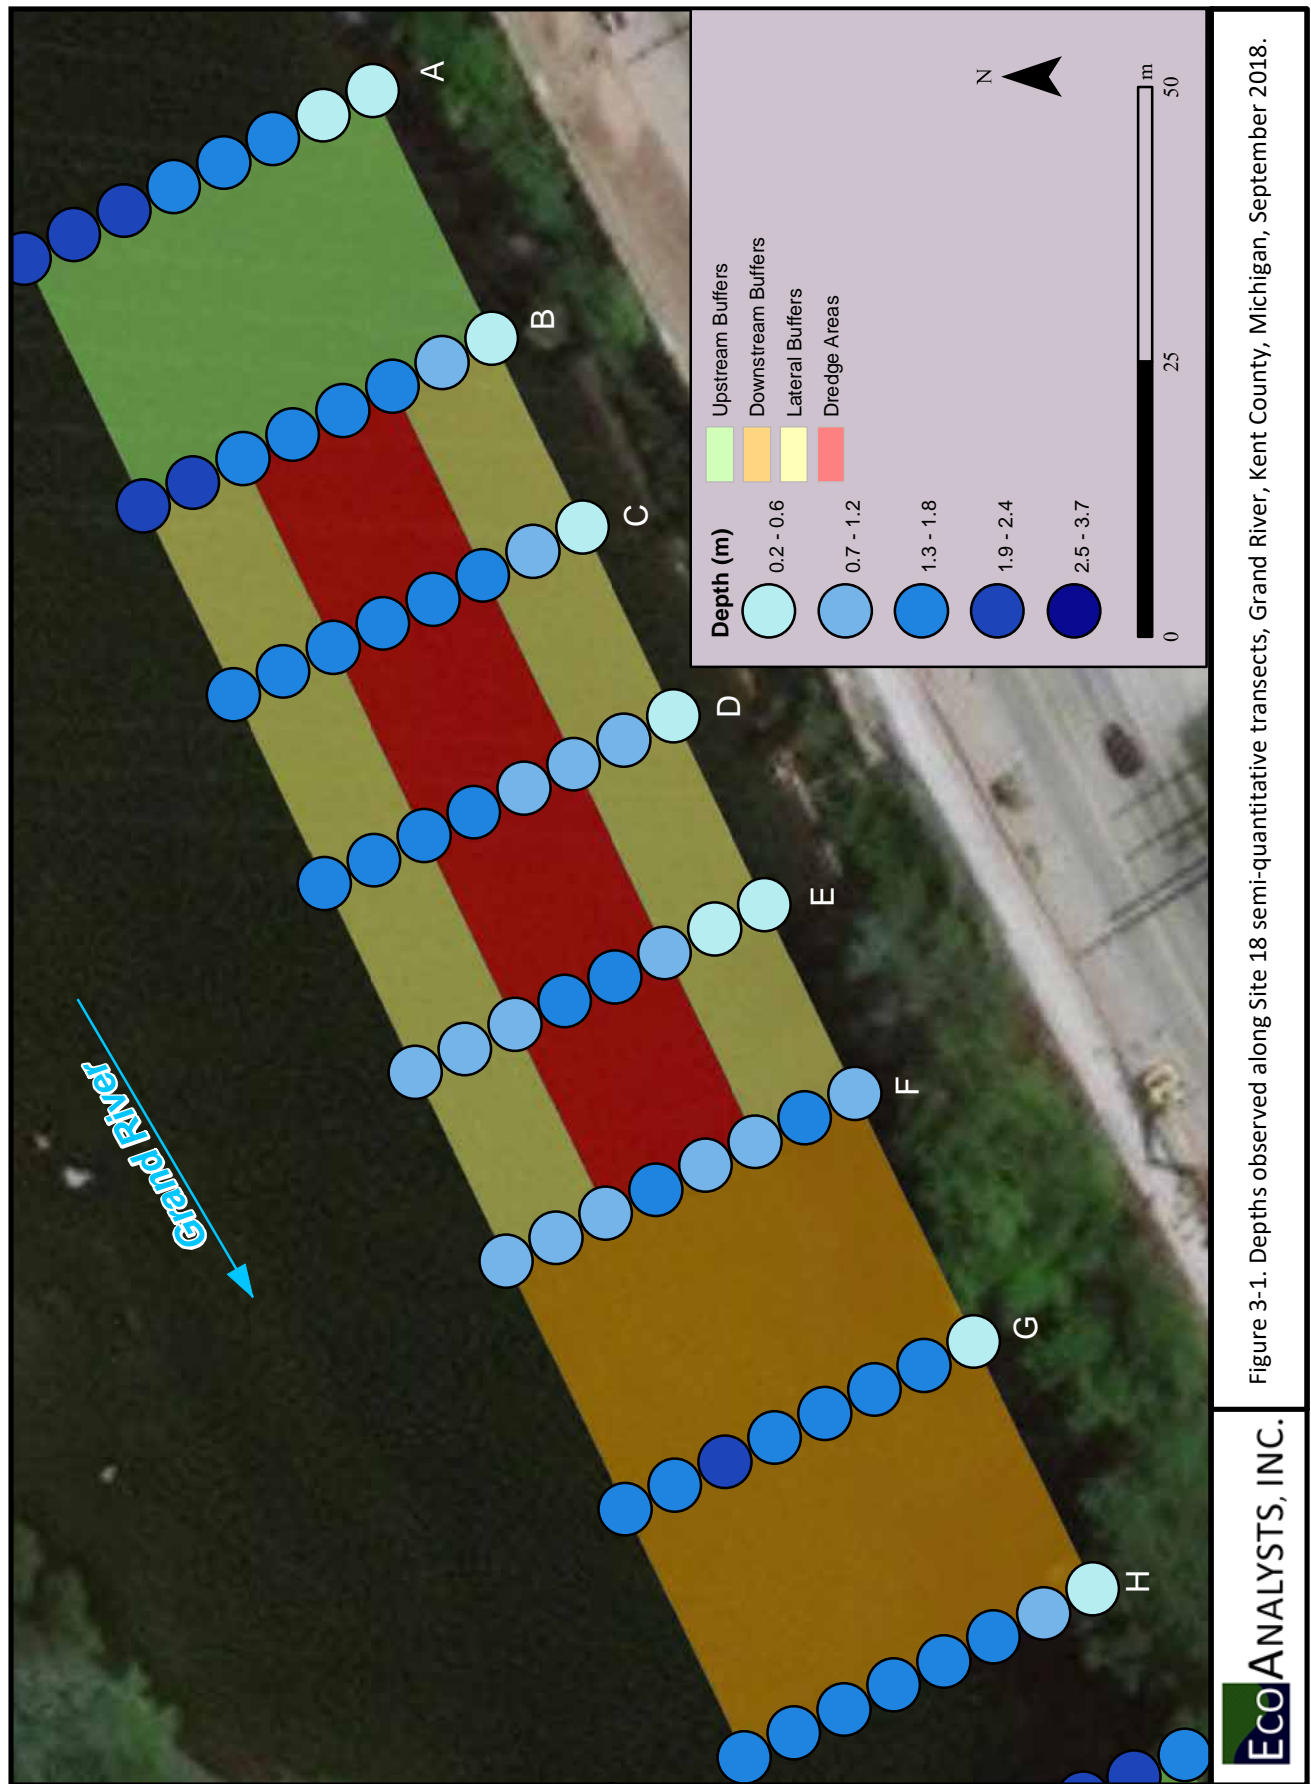 A
B
C
D
E
F
G
H
Grand River
Upstream Buffers
Downstream Buffers
Lateral Buffers
Dredge Areas
Depth (m)
0.2 - 0.6
0.7 - 1.2
1.3 - 1.8
1.9 - 2.4
2.5 - 3.7
N
0 25 50 m
ECOANALYSTS, INC.
Figure 3-1. Depths observed along Site 18 semi-quantitative transects, Grand River, Kent County, Michigan, September 2018.